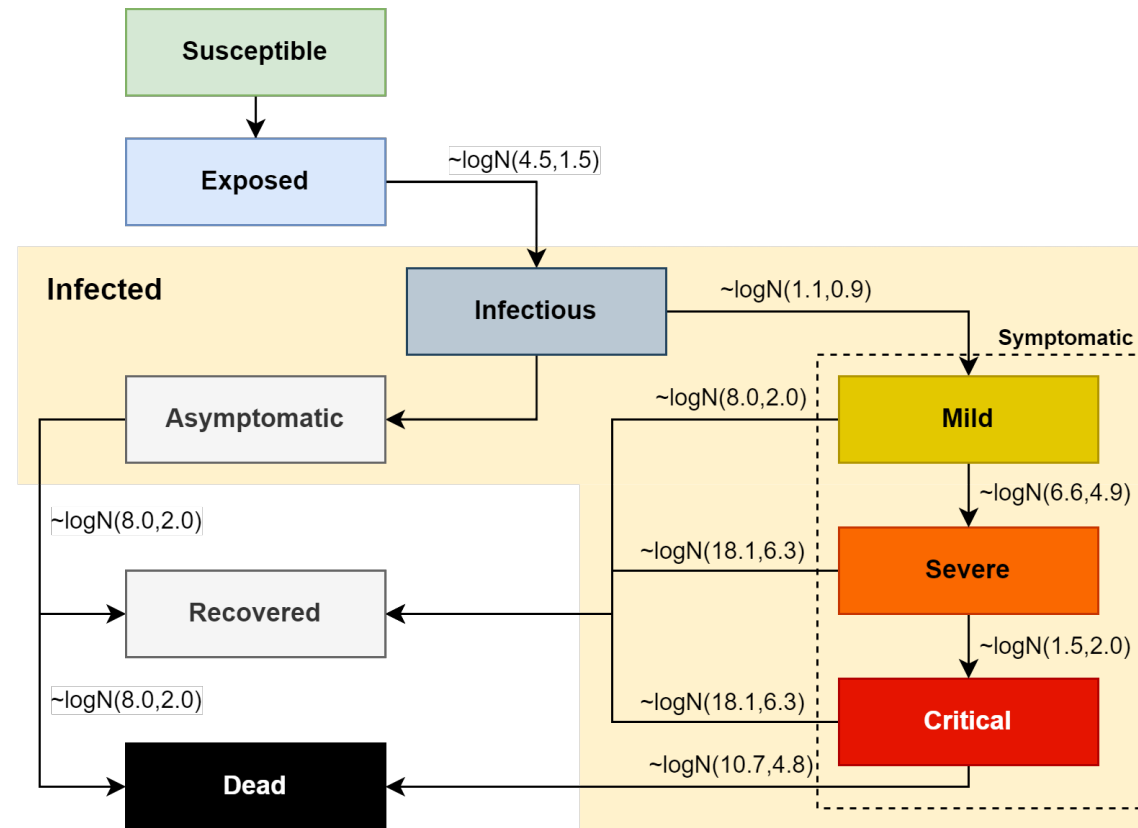 Susceptible
~logN(4.5,1.5)
Exposed
Infected
Infectious
~logN(1.1,0.9)
Symptomatic
Asymptomatic
~logN(8.0,2.0)
Mild
~logN(6.6,4.9)
~logN(8.0,2.0)
~logN(18.1,6.3)
Severe
Recovered
~logN(1.5,2.0)
~logN(8.0,2.0)
~logN(18.1,6.3)
Critical
~logN(10.7,4.8)
Dead